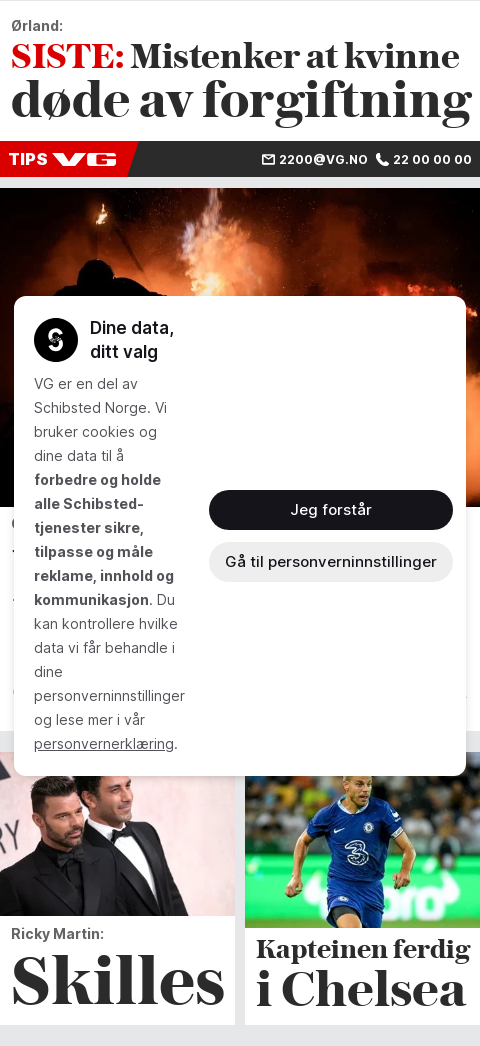 Ørland:
SISTE: Mistenker at kvinne
døde av forgiftning
TIPS VG
2200@VG.NO 22 00 00 00
Dine data,
ditt valg
VG er en del av
Schibsted Norge. Vi
bruker cookies og
dine data til å
forbedre og holde
alle Schibsted-
tjenester sikre,
tilpasse og måle
reklame, innhold og
kommunikasjon. Du
kan kontrollere hvilke
data vi får behandle i
dine
personverninnstillinger
og lese mer i vår
personvernerklæring.
Jeg forstår
Gå til personverninnstillinger
Ricky Martin:
Skilles
Kapteinen ferdig
i Chelsea